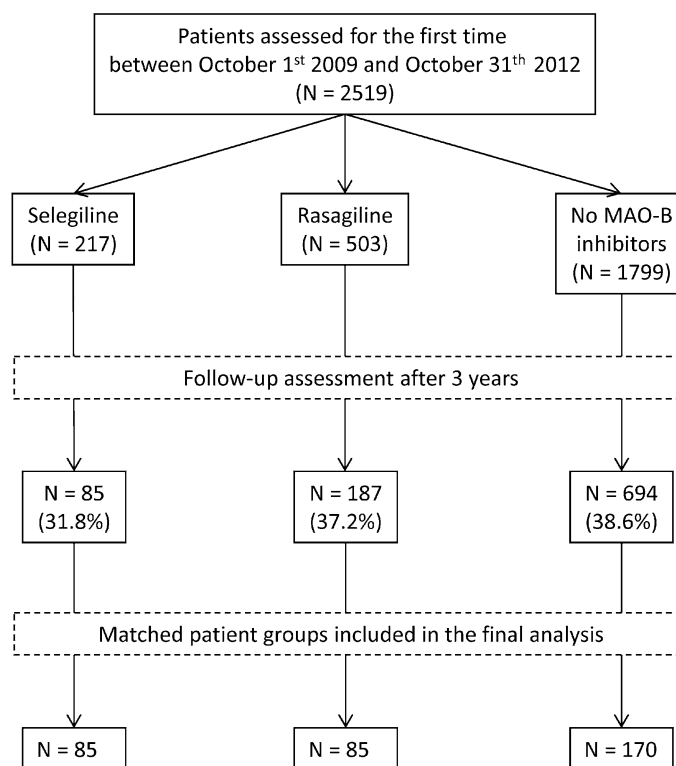 Patients assessed for the first time
between October 1st 2009 and October 31th 2012
(N = 2519)
Selegiline
(N = 217)
Rasagiline
(N = 503)
No MAO-B
inhibitors
(N = 1799)
Follow-up assessment after 3 years
N = 85
(31.8%)
N = 187
(37.2%)
N = 694
(38.6%)
Matched patient groups included in the final analysis
N = 85
N = 85
N = 170